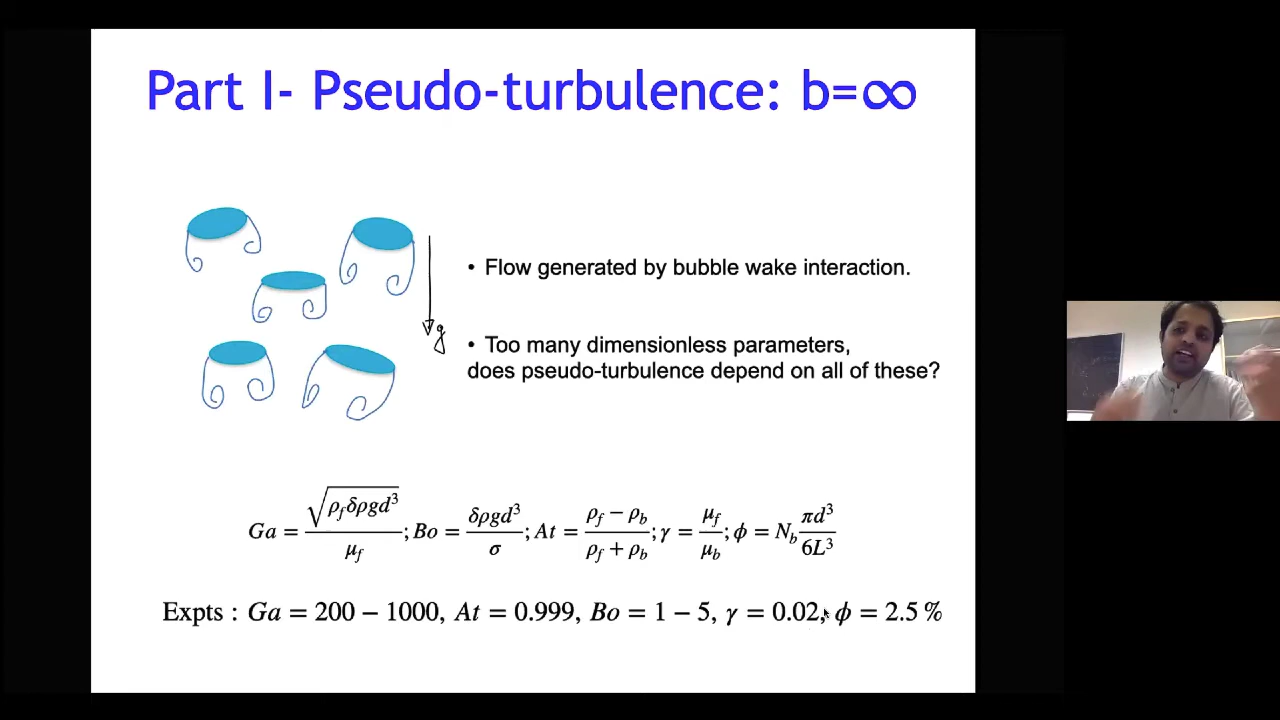 Part I- Pseudo-turbulence: b=∞
g
• Flow generated by bubble wake interaction.
• Too many dimensionless parameters,
does pseudo-turbulence depend on all of these?
Ga = √(ρ_f δρgd³) / μ_f ; Bo = δρgd³ / σ ; At = (ρ_f − ρ_b) / (ρ_f + ρ_b) ; γ = μ_f / μ_b ; ϕ = N_b πd³ / 6L³
Expts : Ga = 200 − 1000, At = 0.999, Bo = 1 − 5, γ = 0.02, ϕ = 2.5 %